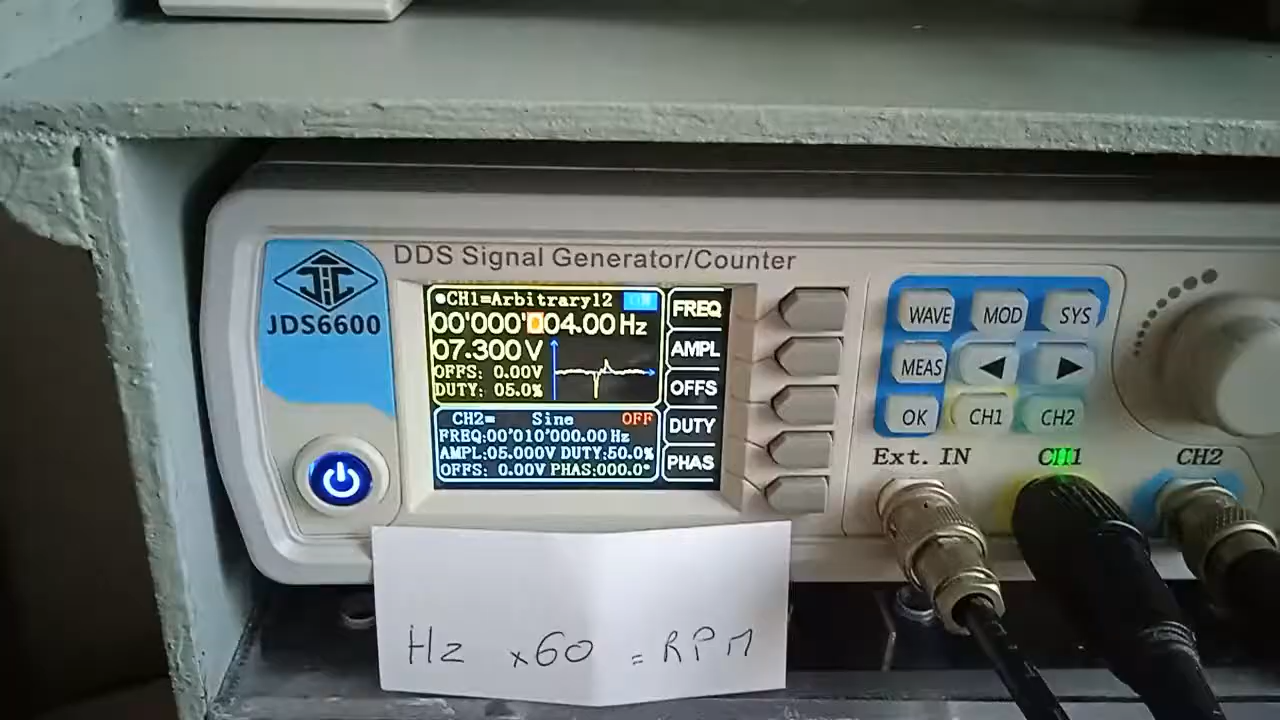 DDS Signal Generator/Counter
JDS6600
CH1=Arbitrary12 ON
00'000'004.00 Hz
07.300 V
OFFS: 0.00V
DUTY: 05.0%
CH2= Sine OFF
FREQ:00'010'000.00 Hz
AMPL:05.000V DUTY:50.0%
OFFS: 0.00V PHAS:000.0°
FREQ
AMPL
OFFS
DUTY
PHAS
WAVE MOD SYS
MEAS ◀ ▶
OK CH1 CH2
Ext. IN CH1 CH2
Hz x60 = RPM